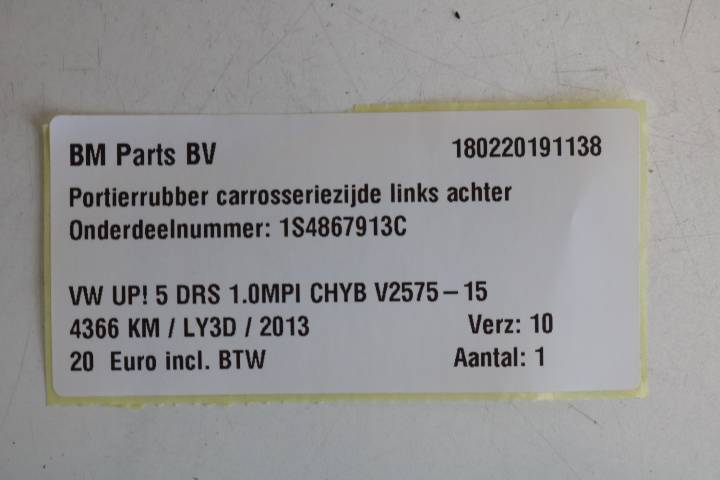 BM Parts BV 180220191138
Portierrubber carrosseriezijde links achter
Onderdeelnummer: 1S4867913C
VW UP! 5 DRS 1.0MPI CHYB V2575-15
4366 KM / LY3D / 2013 Verz: 10
20 Euro incl. BTW Aantal: 1